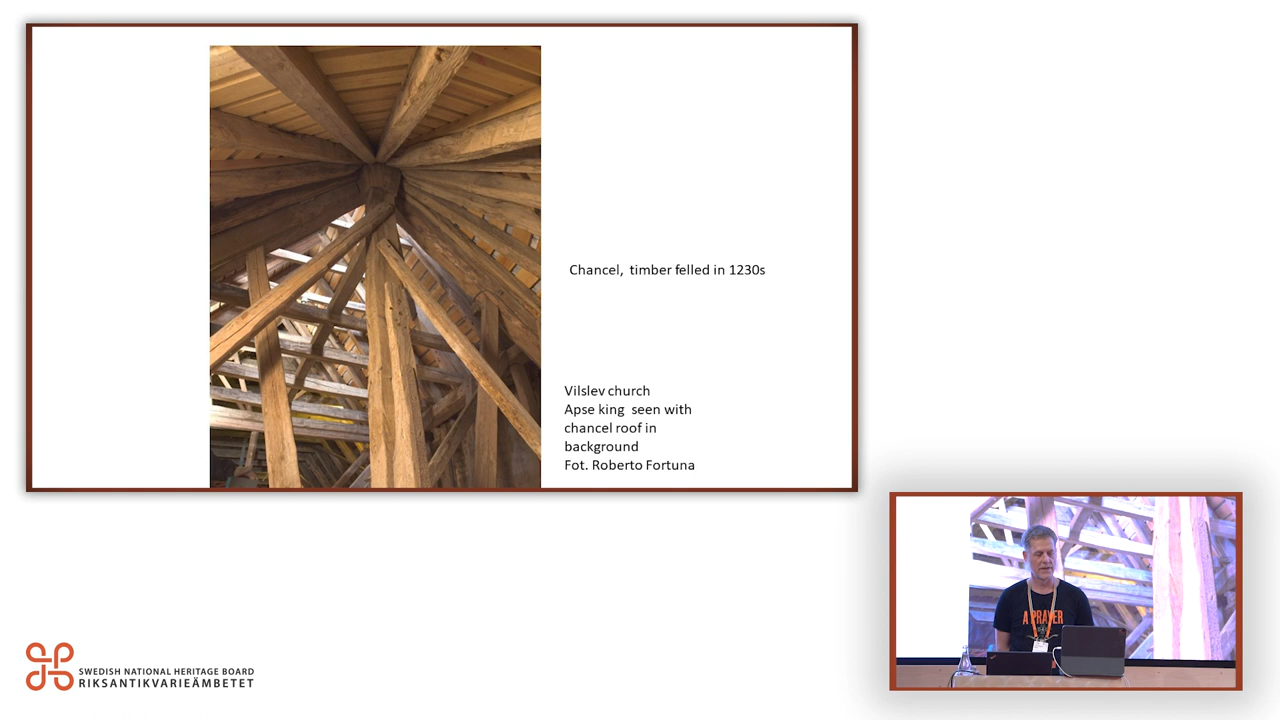 Chancel, timber felled in 1230s
Vilslev church
Apse king seen with
chancel roof in
background
Fot. Roberto Fortuna
SWEDISH NATIONAL HERITAGE BOARD
RIKSANTIKVARIEÄMBETET
A PRAYER